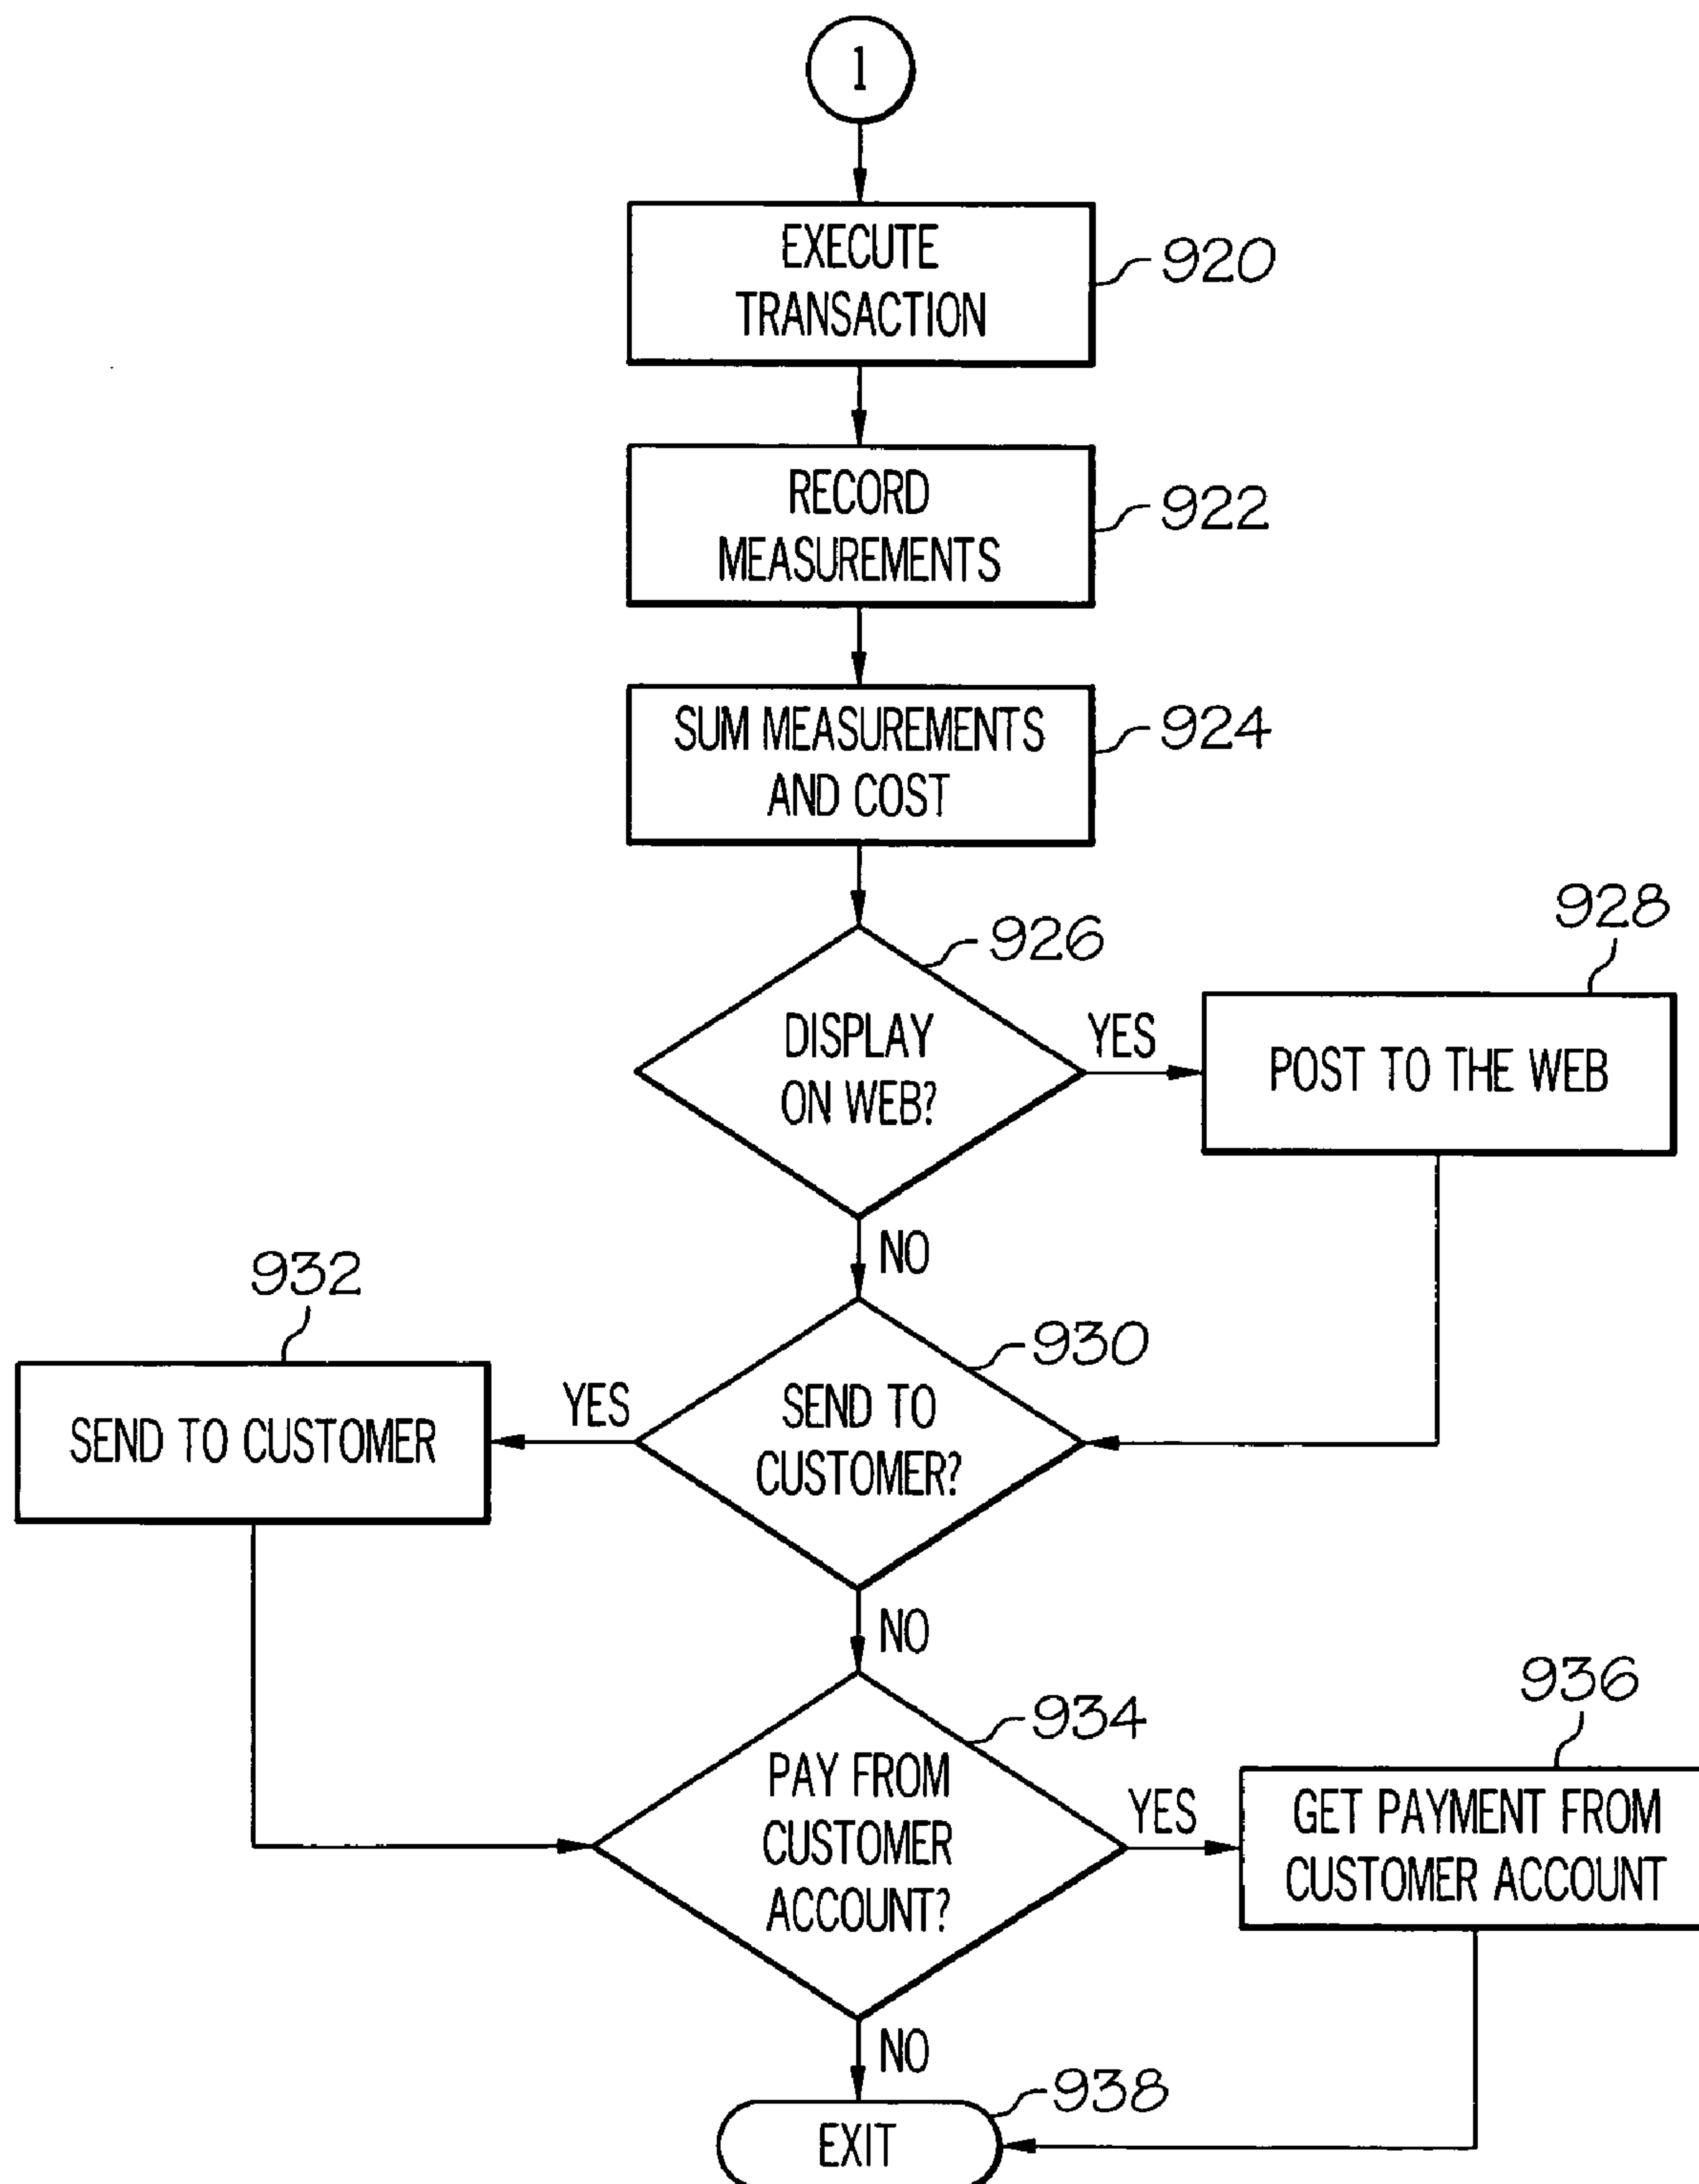 1
EXECUTE
TRANSACTION
920
RECORD
MEASUREMENTS
922
SUM MEASUREMENTS
AND COST
924
926
DISPLAY
ON WEB?
YES
928
POST TO THE WEB
NO
930
SEND TO
CUSTOMER?
YES
932
SEND TO CUSTOMER
NO
934
PAY FROM
CUSTOMER
ACCOUNT?
YES
936
GET PAYMENT FROM
CUSTOMER ACCOUNT
NO
938
EXIT